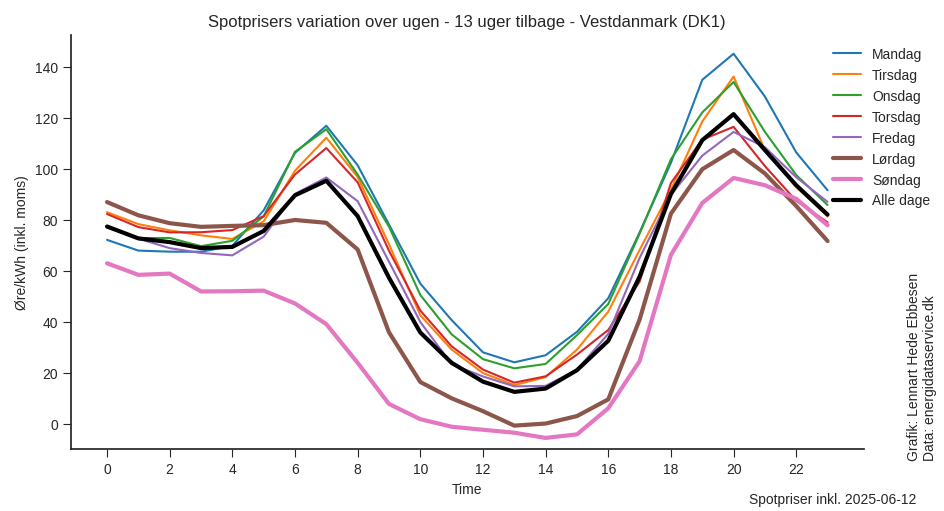 Spotprisers variation over ugen - 13 uger tilbage - Vestdanmark (DK1)
Øre/kWh (inkl. moms)
140
120
100
80
60
40
20
0
0 2 4 6 8 10 12 14 16 18 20 22
Time
Mandag
Tirsdag
Onsdag
Torsdag
Fredag
Lørdag
Søndag
Alle dage
Grafik: Lennart Hede Ebbesen
Data: energidataservice.dk
Spotpriser inkl. 2025-06-12